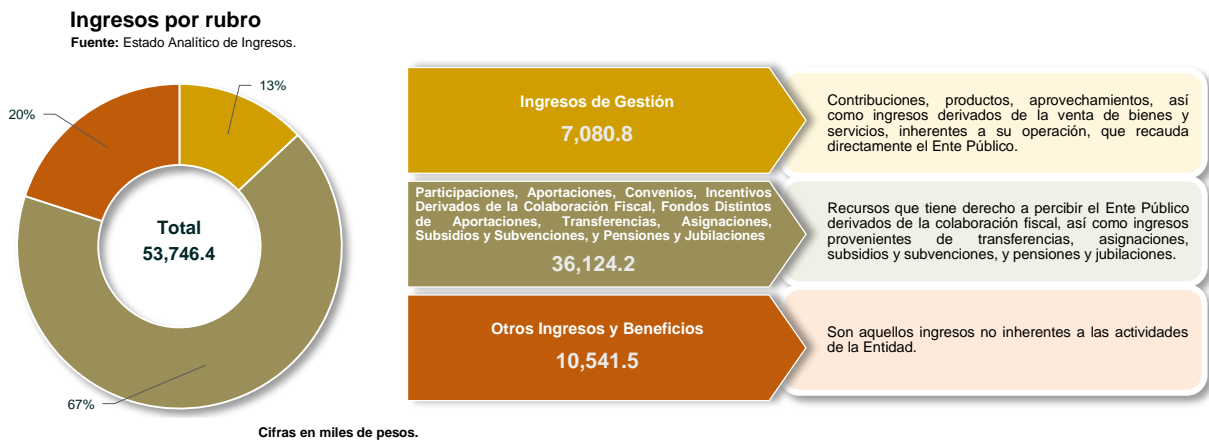 Ingresos por rubro
Fuente: Estado Analítico de Ingresos.
13%
20%
Total
53,746.4
67%
Ingresos de Gestión
7,080.8
Contribuciones, productos, aprovechamientos, así
como ingresos derivados de la venta de bienes y
servicios, inherentes a su operación, que recauda
directamente el Ente Público.
Participaciones, Aportaciones, Convenios, Incentivos
Derivados de la Colaboración Fiscal, Fondos Distintos
de Aportaciones, Transferencias, Asignaciones,
Subsidios y Subvenciones, y Pensiones y Jubilaciones
36,124.2
Recursos que tiene derecho a percibir el Ente Público
derivados de la colaboración fiscal, así como ingresos
provenientes de transferencias, asignaciones,
subsidios y subvenciones, y pensiones y jubilaciones.
Otros Ingresos y Beneficios
10,541.5
Son aquellos ingresos no inherentes a las actividades
de la Entidad.
Cifras en miles de pesos.